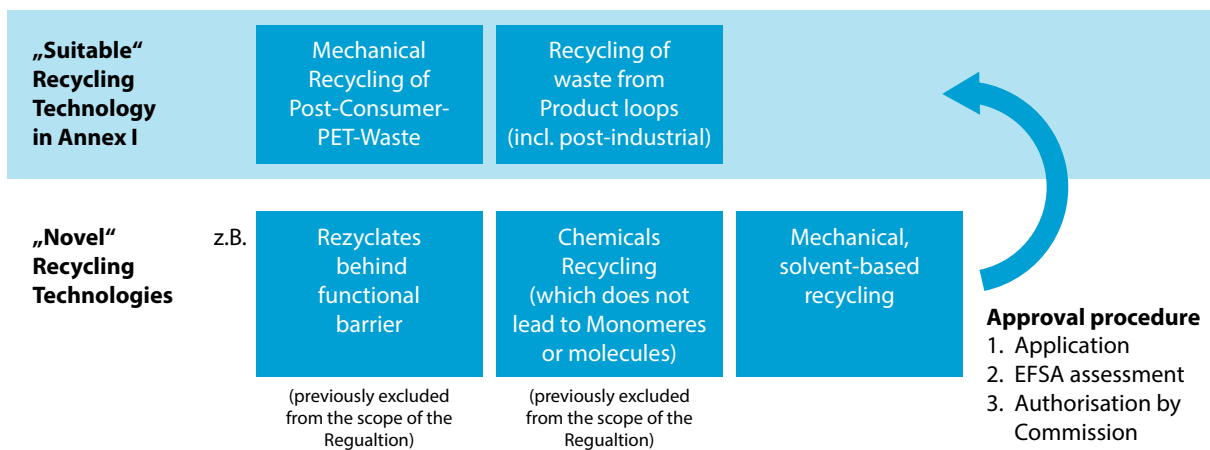 „Suitable“
Recycling
Technology
in Annex I
Mechanical
Recycling of
Post-Consumer-
PET-Waste
Recycling of
waste from
Product loops
(incl. post-industrial)
„Novel“
Recycling
Technologies
z.B.
Rezyclates
behind
functional
barrier
(previously excluded
from the scope of the
Regualtion)
Chemicals
Recycling
(which does not
lead to Monomeres
or molecules)
(previously excluded
from the scope of the
Regualtion)
Mechanical,
solvent-based
recycling
Approval procedure
1. Application
2. EFSA assessment
3. Authorisation by
Commission